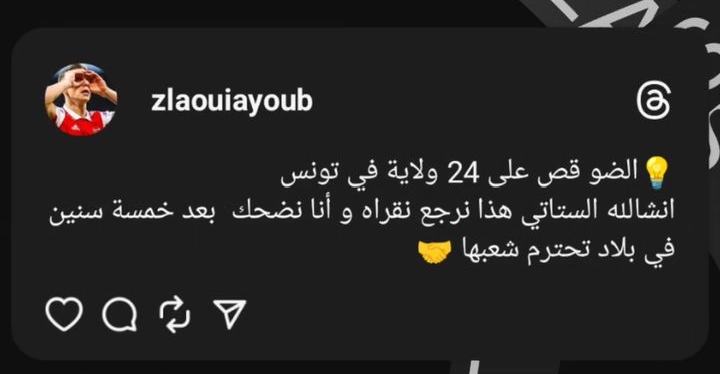 zlaouiayoub
💡الضو قص على 24 ولاية في تونس
انشالله الستاتي هذا نرجع نقراه و أنا نضحك بعد خمسة سنين
في بلاد تحترم شعبها 🤝